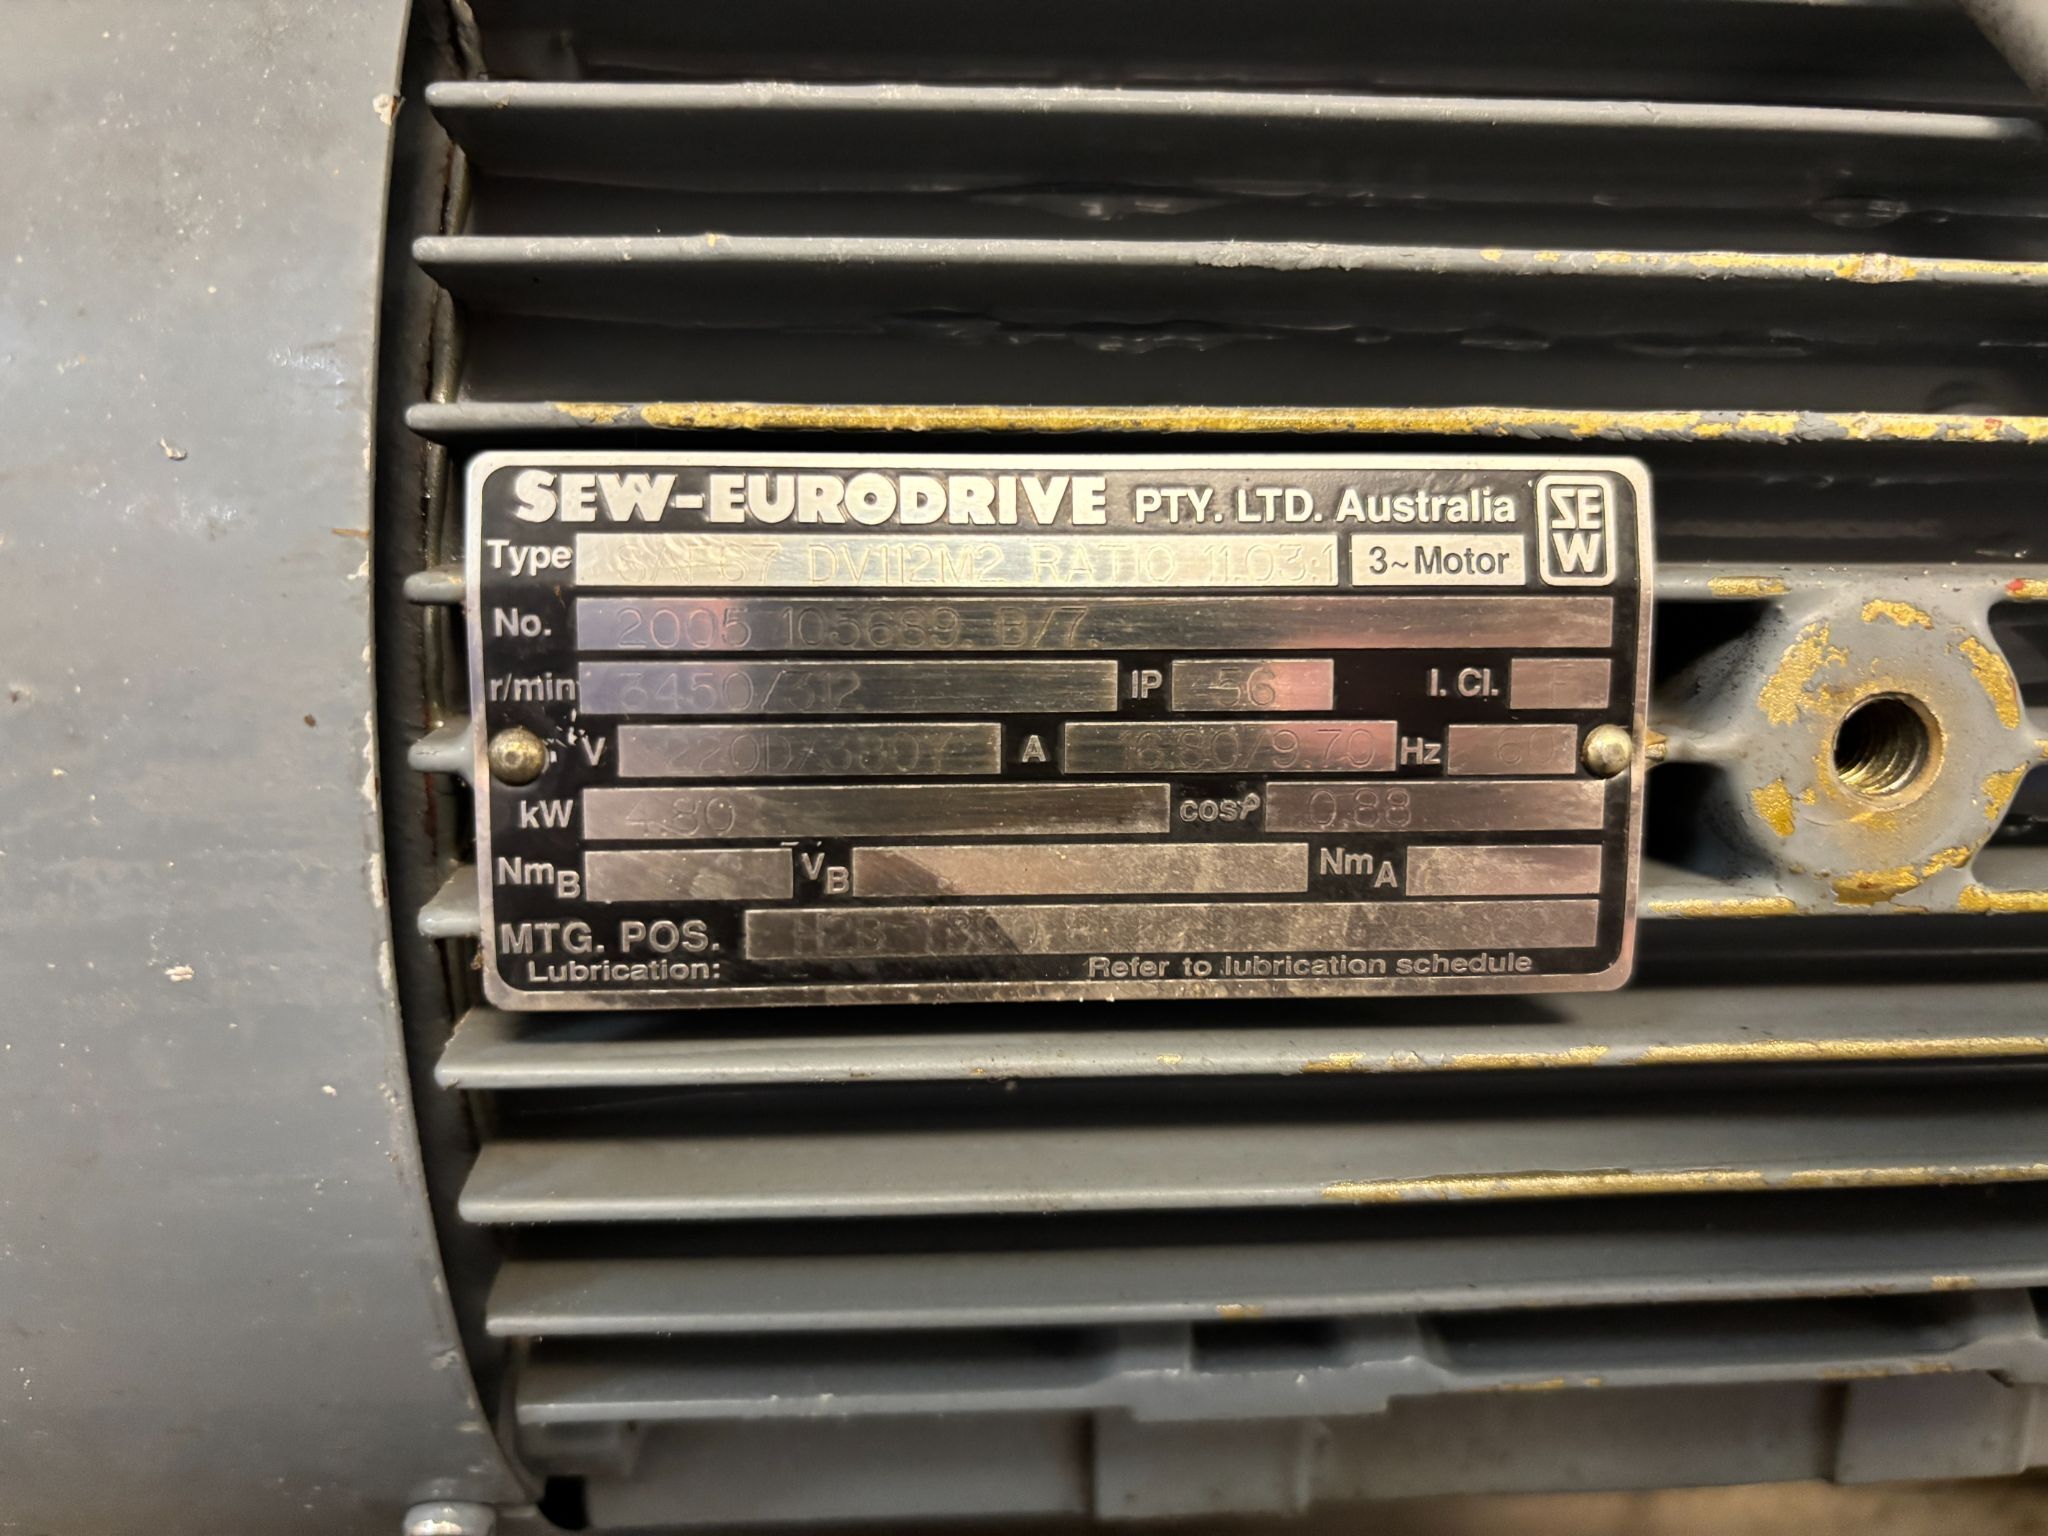 SEW-EURODRIVE PTY. LTD. Australia SEW
Type SAF67 DV112M2 RATIO 11.03:1 3~Motor
No. 2005 105689 B/7.
r/min 3450/312 IP 56 I. Cl. F
V 220D/380Y A 16.80/9.70 Hz 60
kW 4.80 cosφ 0.88
NmB VB NmA
MTG. POS. H2B
Lubrication: Refer to lubrication schedule